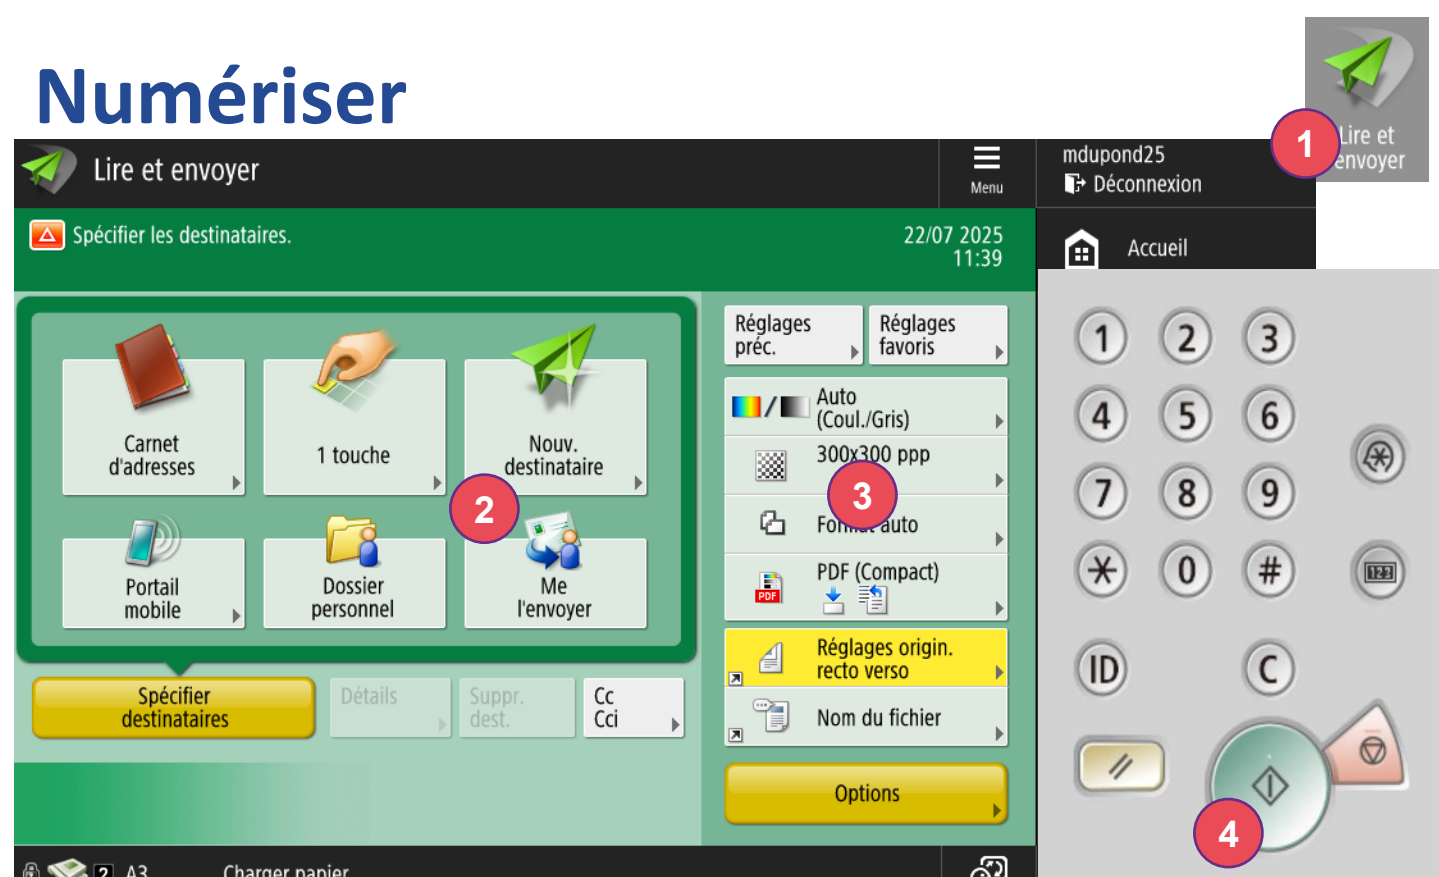 Numériser
1
Lire et
envoyer
Lire et envoyer
Menu
mdupond25
Déconnexion
Spécifier les destinataires.
22/07 2025
11:39
Accueil
Réglages
préc.
Réglages
favoris
Carnet
d'adresses
1 touche
Nouv.
destinataire
Auto
(Coul./Gris)
300x300 ppp
2
3
Format auto
Portail
mobile
Dossier
personnel
Me
l'envoyer
PDF
PDF (Compact)
Réglages origin.
recto verso
Spécifier
destinataires
Détails
Suppr.
dest.
Cc
Cci
Nom du fichier
Options
2 A3 Charger papier
1 2 3
4 5 6
7 8 9
* 0 #
123
ID C
4